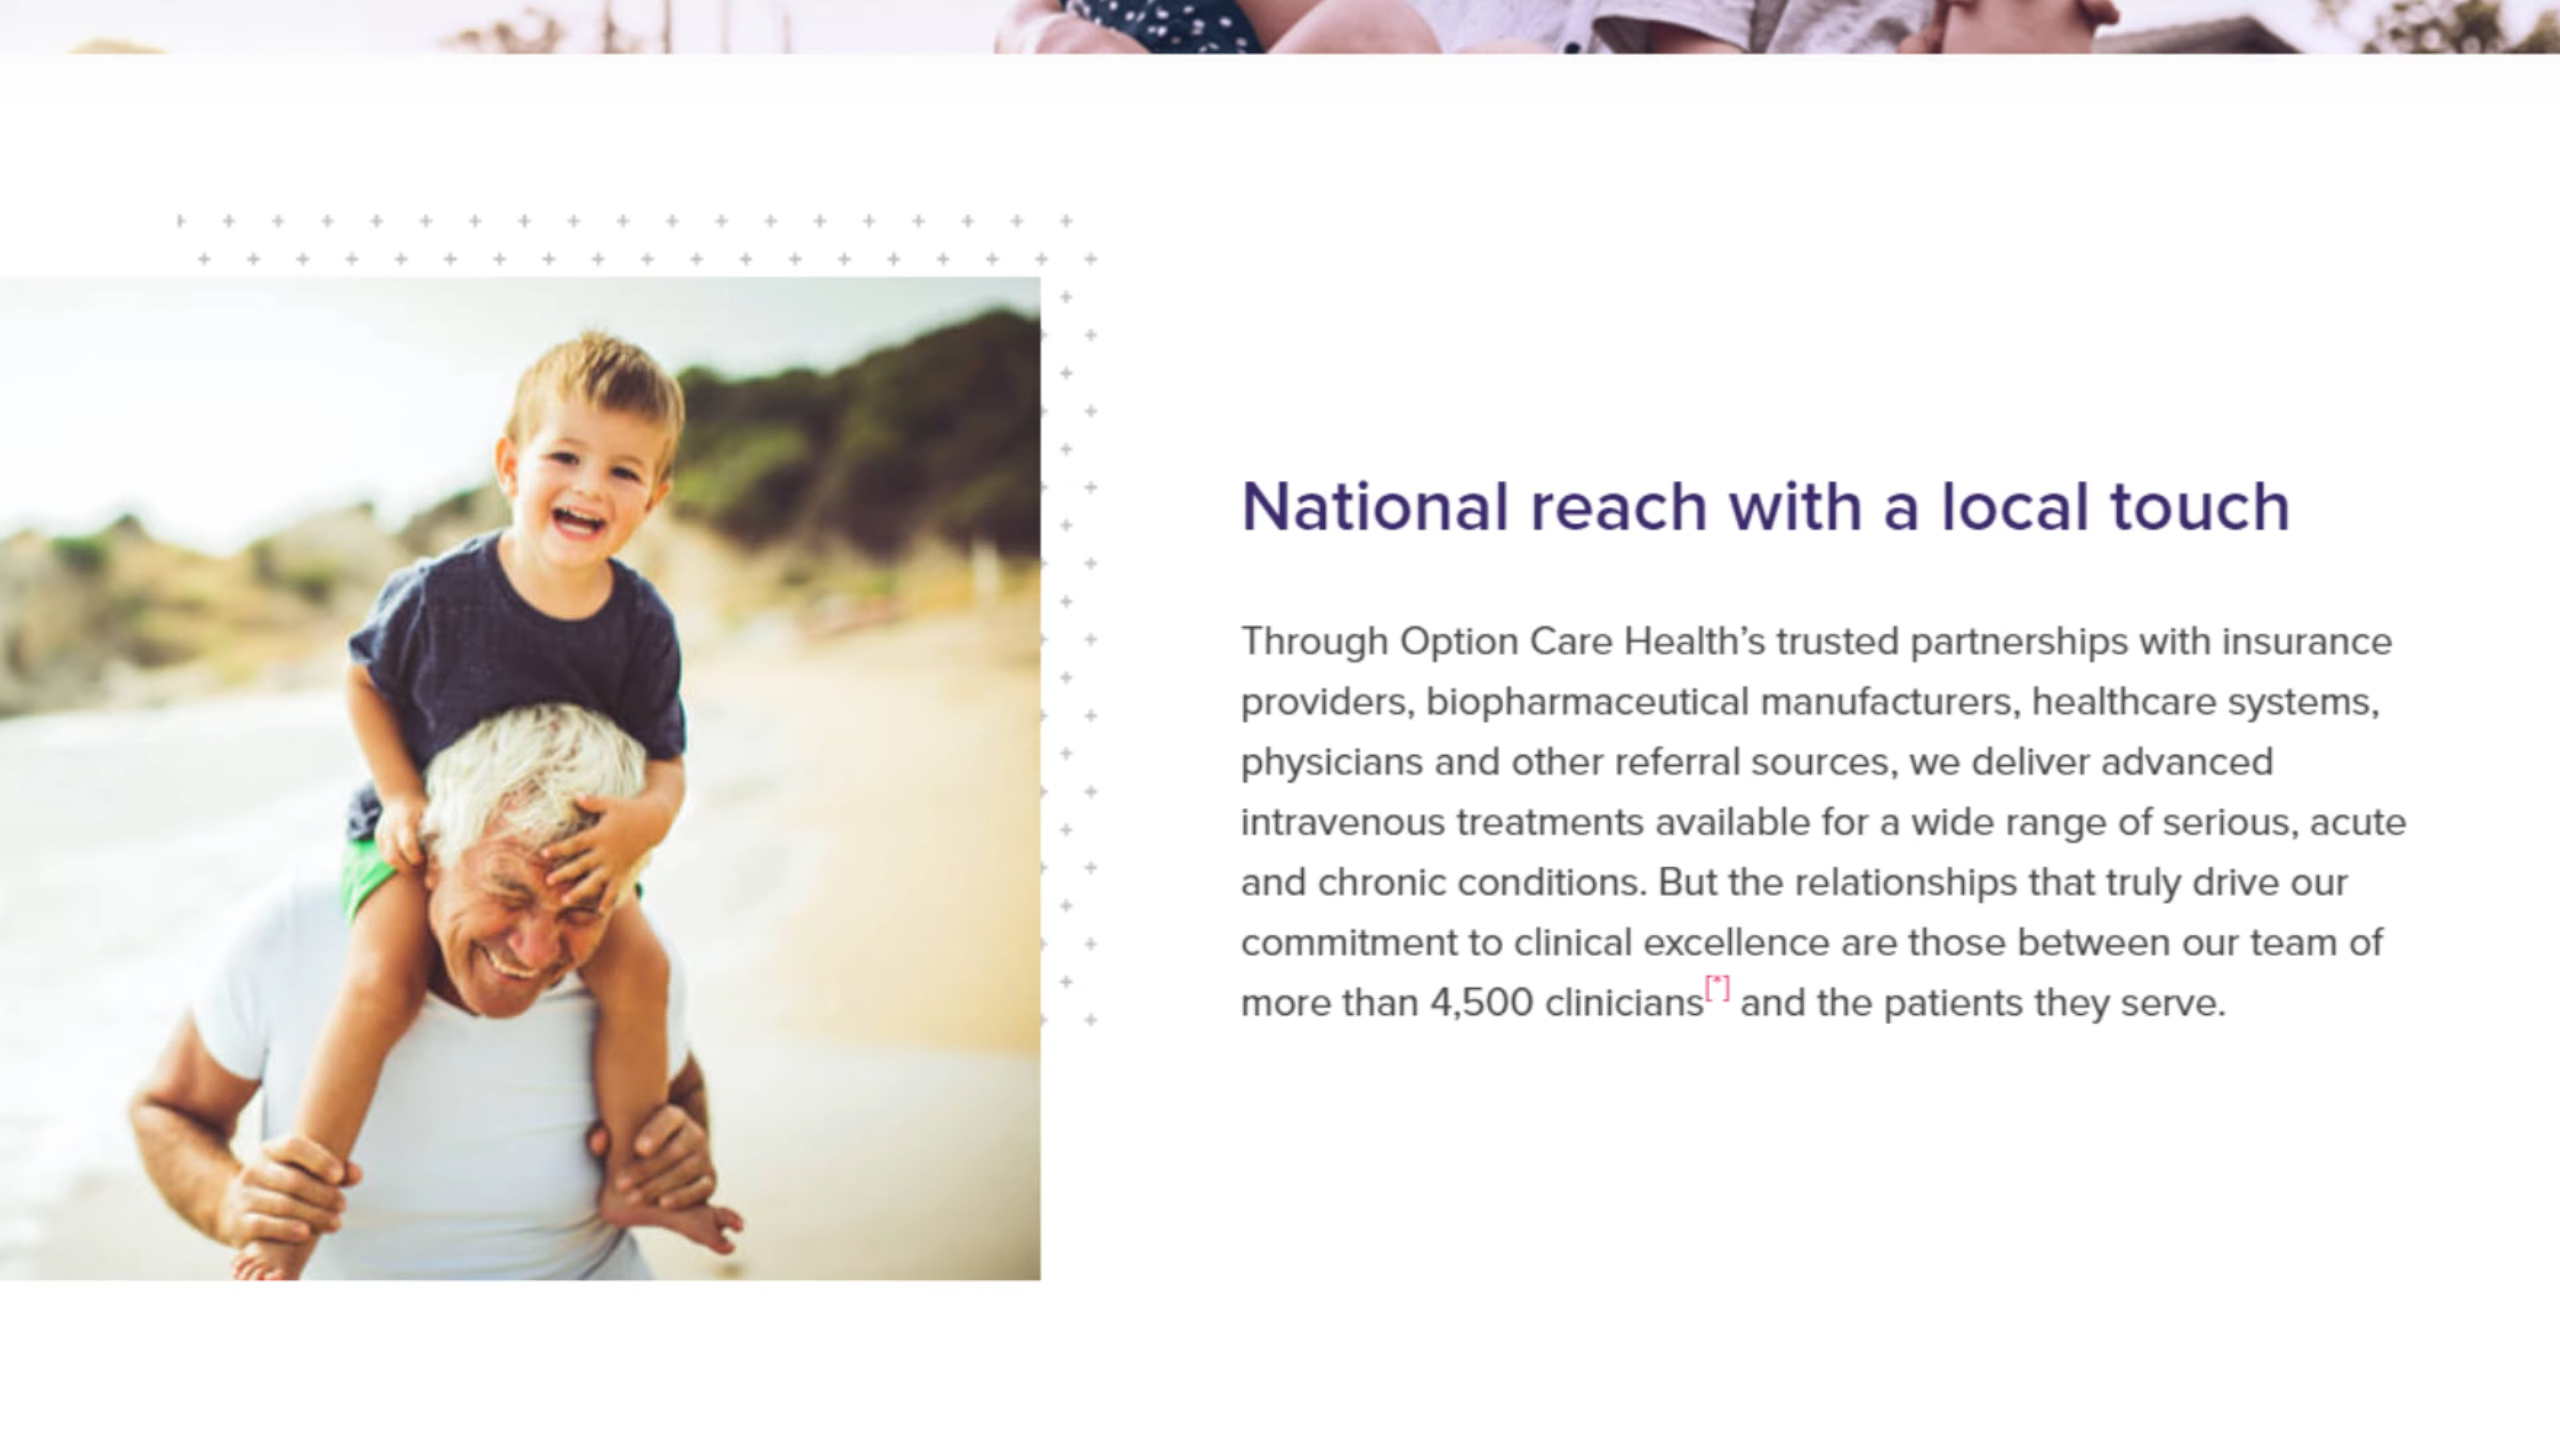 National reach with a local touch
Through Option Care Health’s trusted partnerships with insurance
providers, biopharmaceutical manufacturers, healthcare systems,
physicians and other referral sources, we deliver advanced
intravenous treatments available for a wide range of serious, acute
and chronic conditions. But the relationships that truly drive our
commitment to clinical excellence are those between our team of
more than 4,500 clinicians[*] and the patients they serve.